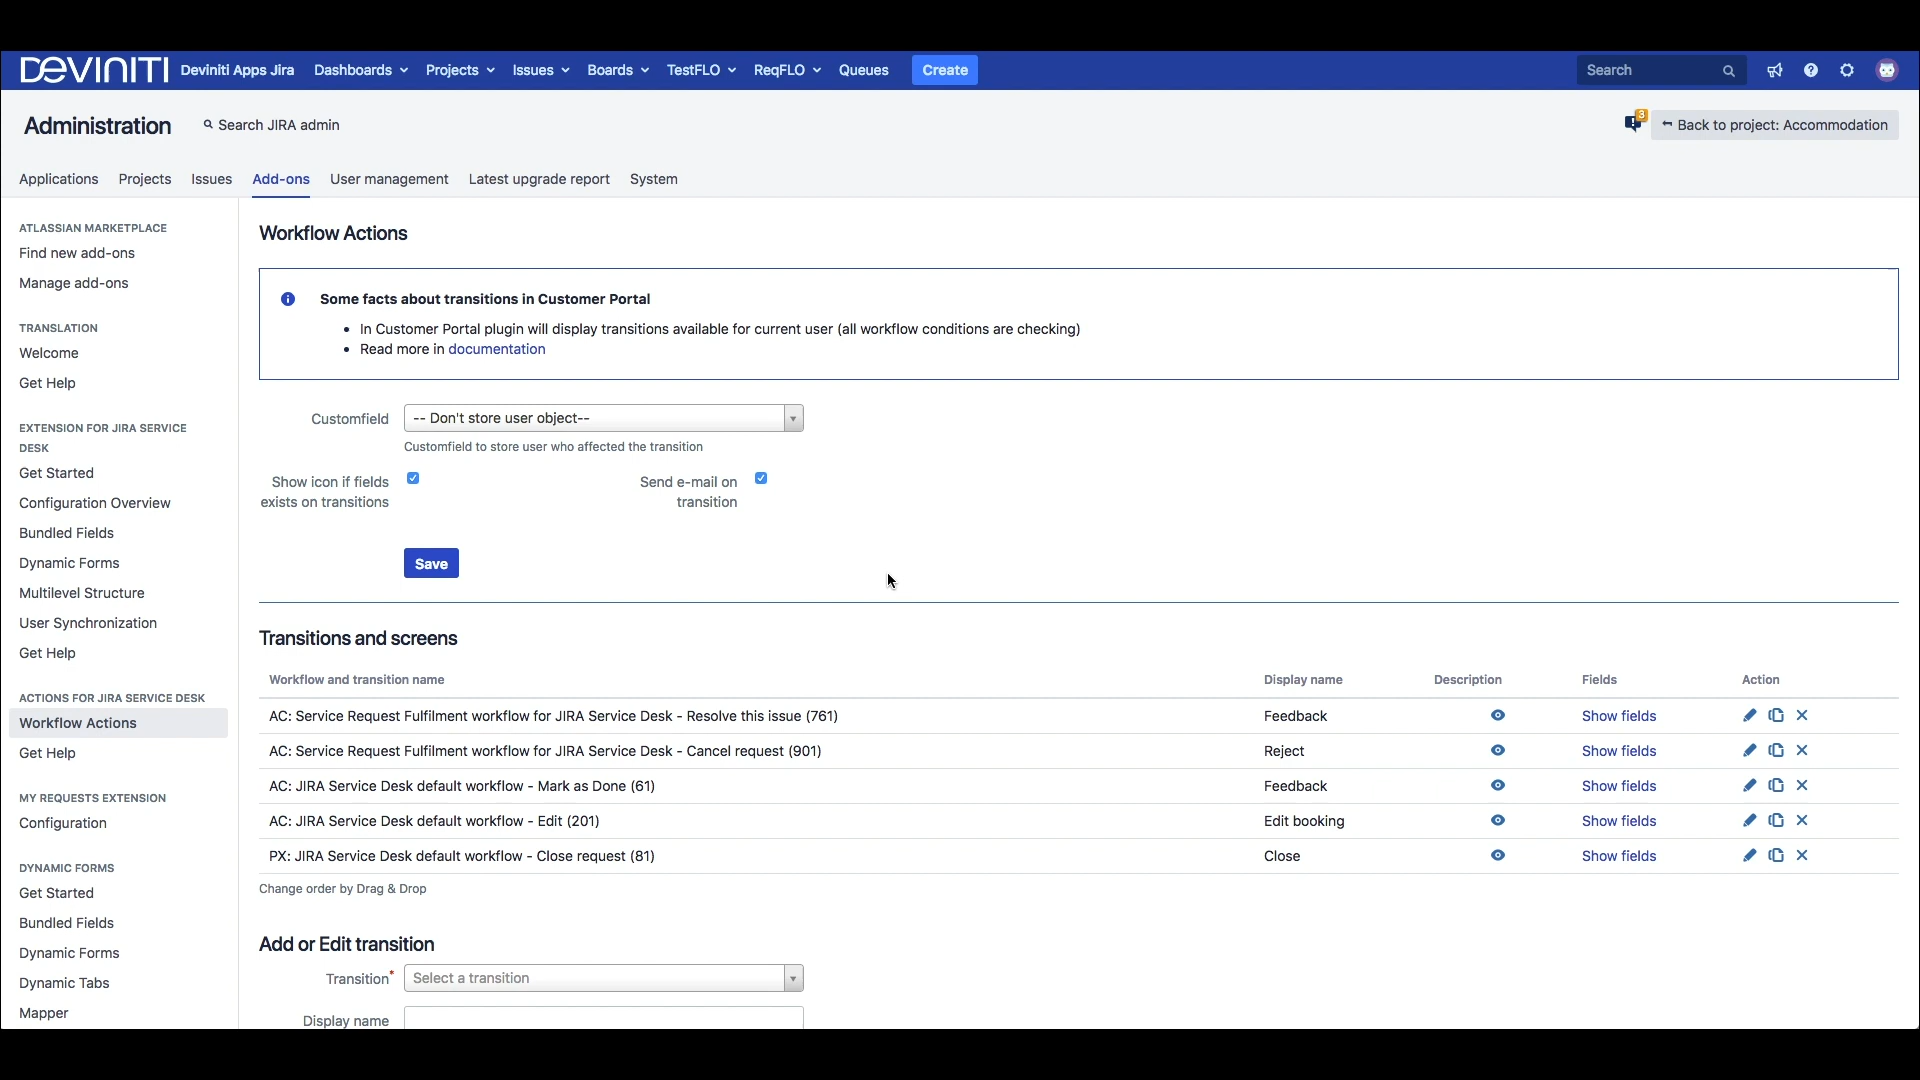 DEVINITI Deviniti Apps Jira Dashboards Projects Issues Boards TestFLO ReqFLO Queues Create Search
Administration Search JIRA admin 3 Back to project: Accommodation
Applications Projects Issues Add-ons User management Latest upgrade report System
ATLASSIAN MARKETPLACE
Find new add-ons
Manage add-ons
TRANSLATION
Welcome
Get Help
EXTENSION FOR JIRA SERVICE
DESK
Get Started
Configuration Overview
Bundled Fields
Dynamic Forms
Multilevel Structure
User Synchronization
Get Help
ACTIONS FOR JIRA SERVICE DESK
Workflow Actions
Get Help
MY REQUESTS EXTENSION
Configuration
DYNAMIC FORMS
Get Started
Bundled Fields
Dynamic Forms
Dynamic Tabs
Mapper
Workflow Actions
Some facts about transitions in Customer Portal
• In Customer Portal plugin will display transitions available for current user (all workflow conditions are checking)
• Read more in documentation
Customfield -- Don't store user object--
Customfield to store user who affected the transition
Show icon if fields
exists on transitions
Send e-mail on
transition
Save
Transitions and screens
Workflow and transition name Display name Description Fields Action
AC: Service Request Fulfilment workflow for JIRA Service Desk - Resolve this issue (761) Feedback Show fields
AC: Service Request Fulfilment workflow for JIRA Service Desk - Cancel request (901) Reject Show fields
AC: JIRA Service Desk default workflow - Mark as Done (61) Feedback Show fields
AC: JIRA Service Desk default workflow - Edit (201) Edit booking Show fields
PX: JIRA Service Desk default workflow - Close request (81) Close Show fields
Change order by Drag & Drop
Add or Edit transition
Transition* Select a transition
Display name